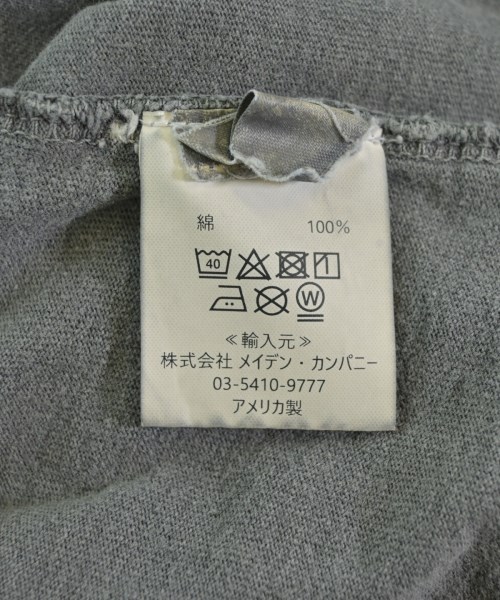 綿 100%
40
W
≪輸入元≫
株式会社 メイデン・カンパニー
03-5410-9777
アメリカ製